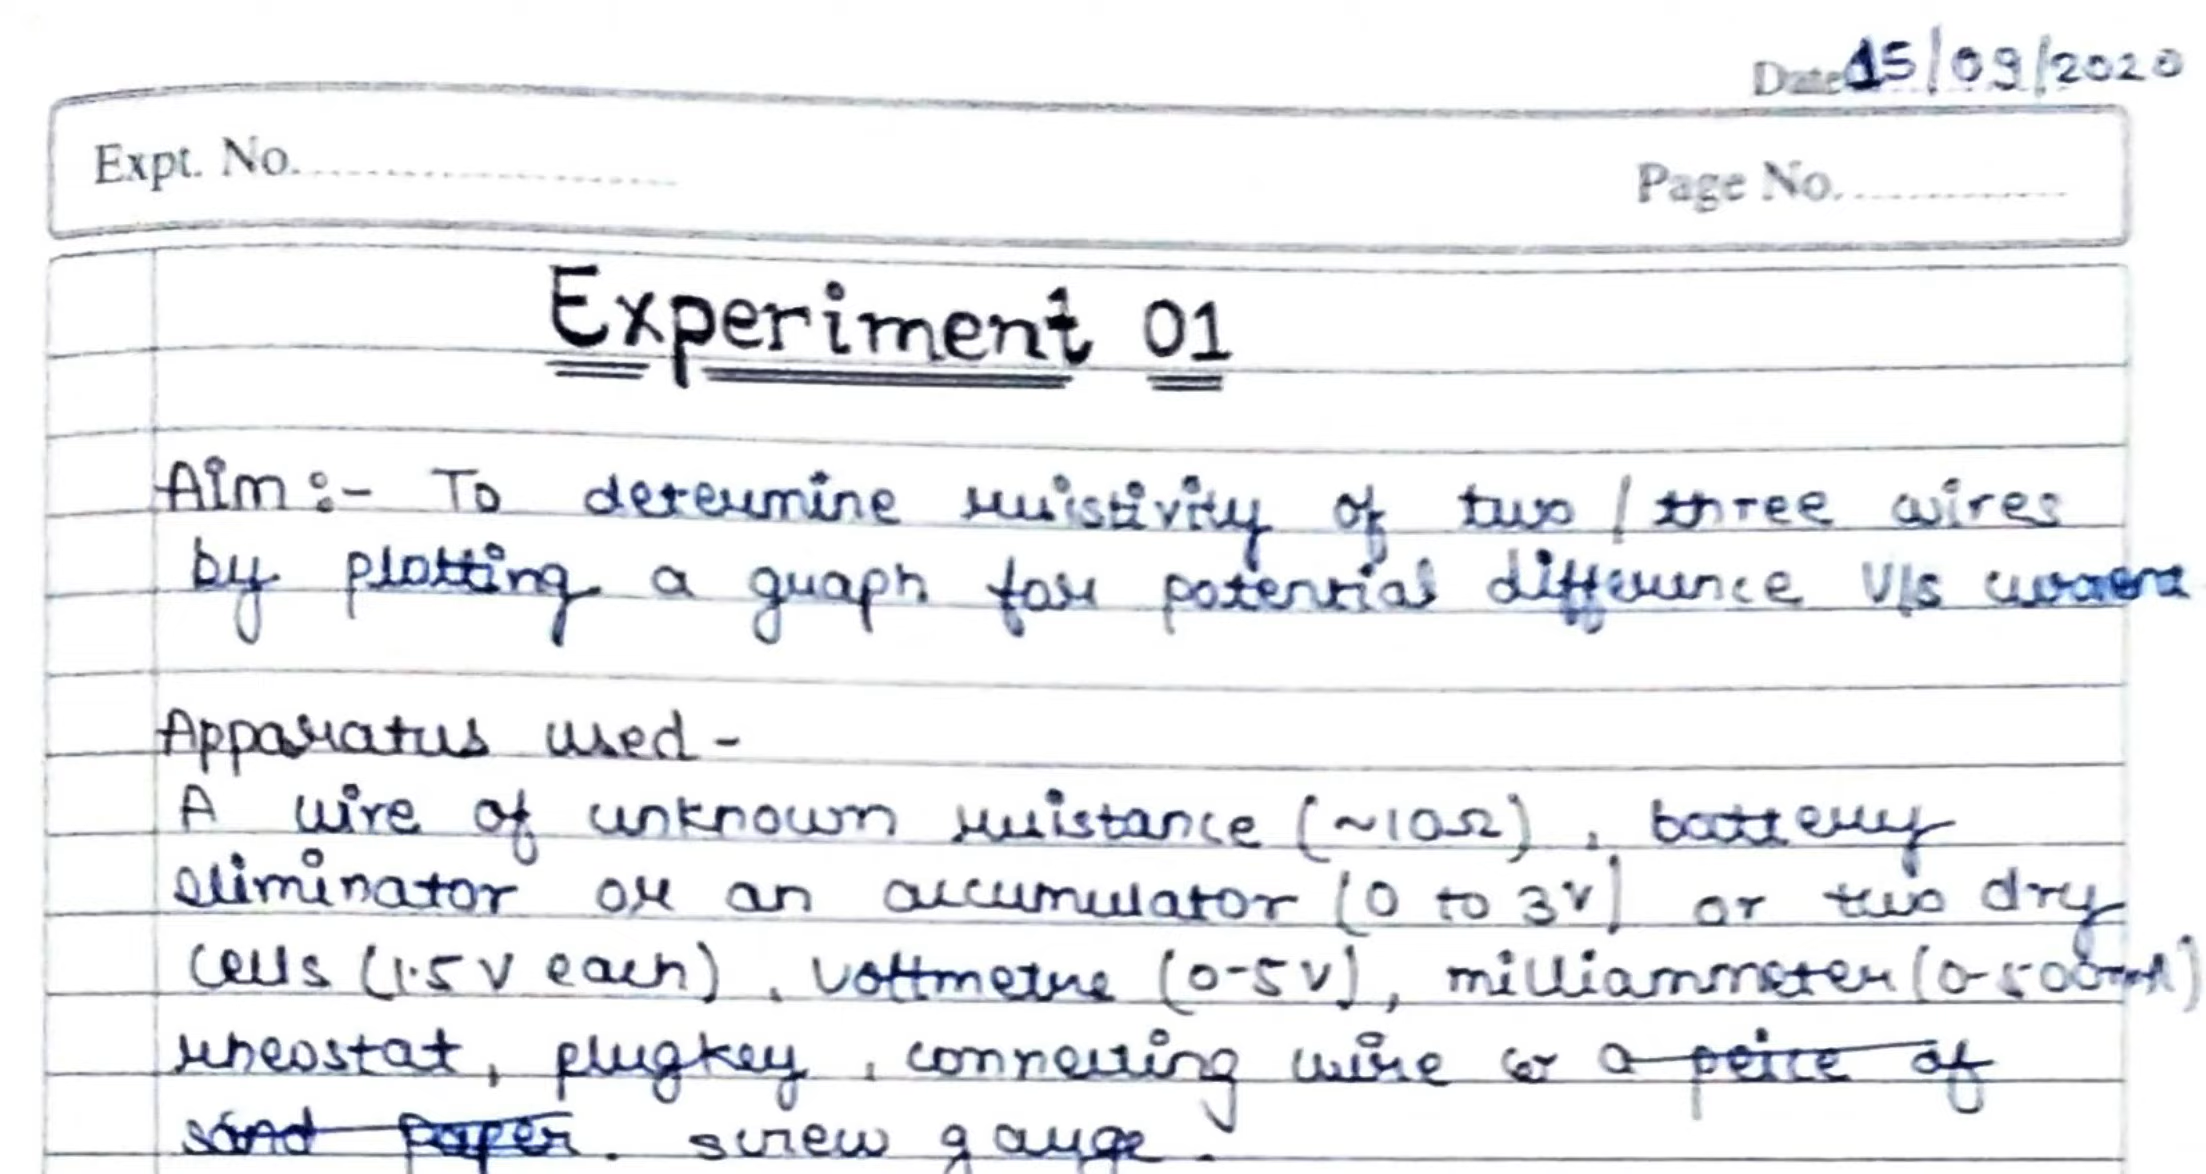 Date 15/09/2020
Expt. No.
Page No.
Experiment 01
Aim:- To determine resistivity of two / three wires
by plotting a graph for potential difference V/s current
Apparatus used -
A wire of unknown resistance (~10Ω), battery
eliminator or an accumulator (0 to 3V) or two dry
cells (1.5 V each), voltmetre (0-5V), milliammeter (0-500mA)
rheostat, plugkey, connecting wire or a peice of
sand paper. screw gauge.